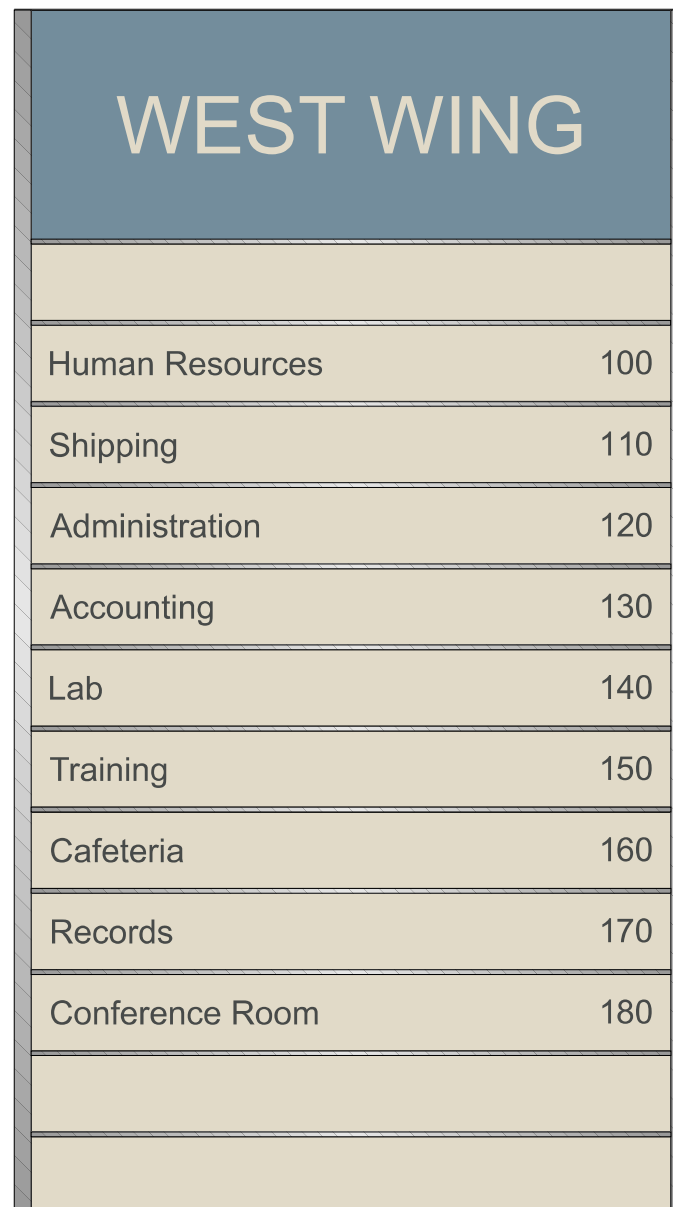 WEST WING
Human Resources 100
Shipping 110
Administration 120
Accounting 130
Lab 140
Training 150
Cafeteria 160
Records 170
Conference Room 180